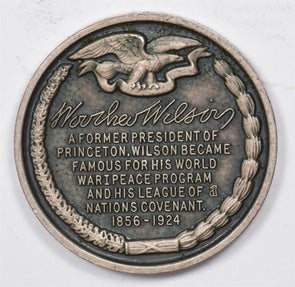 Woodrow Wilson
A FORMER PRESIDENT OF
PRINCETON, WILSON BECAME
FAMOUS FOR HIS WORLD
WAR I PEACE PROGRAM
AND HIS LEAGUE OF
NATIONS COVENANT.
1856-1924